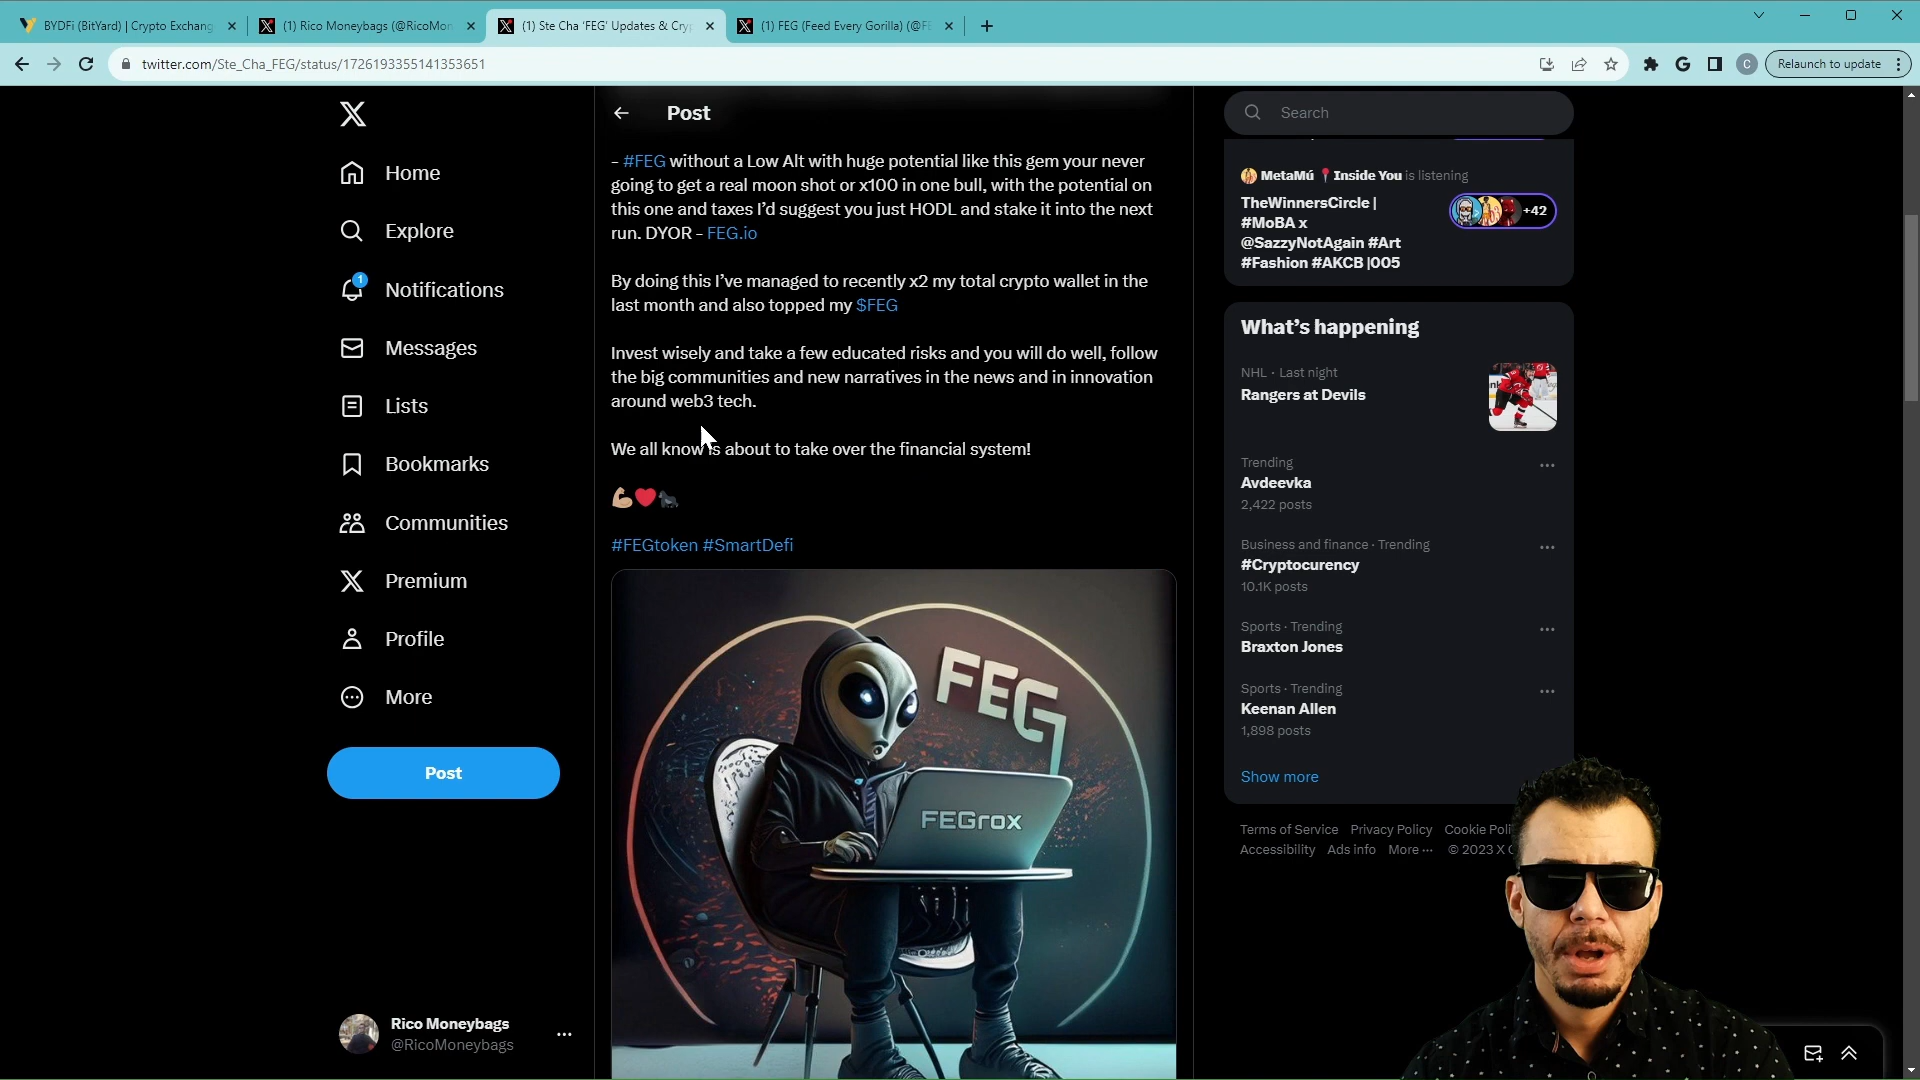 BYDFi (BitYard) | Crypto Exchang
(1) Rico Moneybags (@RicoMon
(1) Ste Cha 'FEG' Updates & Cry
(1) FEG (Feed Every Gorilla) (@FE
twitter.com/Ste_Cha_FEG/status/1726193355141353651
G
C
Relaunch to update
Home
Explore
1
Notifications
Messages
Lists
Bookmarks
Communities
Premium
Profile
More
Post
Rico Moneybags
@RicoMoneybags
Post
- #FEG without a Low Alt with huge potential like this gem your never
going to get a real moon shot or x100 in one bull, with the potential on
this one and taxes I'd suggest you just HODL and stake it into the next
run. DYOR - FEG.io
By doing this I've managed to recently x2 my total crypto wallet in the
last month and also topped my $FEG
Invest wisely and take a few educated risks and you will do well, follow
the big communities and new narratives in the news and in innovation
around web3 tech.
We all know is about to take over the financial system!
#FEGtoken #SmartDefi
FEG
FEGrox
Search
MetaMú Inside You is listening
TheWinnersCircle |
#MoBA x
@SazzyNotAgain #Art
#Fashion #AKCB |005
+42
What's happening
NHL · Last night
Rangers at Devils
Trending
Avdeevka
2,422 posts
Business and finance · Trending
#Cryptocurency
10.1K posts
Sports · Trending
Braxton Jones
Sports · Trending
Keenan Allen
1,898 posts
Show more
Terms of Service Privacy Policy Cookie Poli
Accessibility Ads info More ··· © 2023 X C